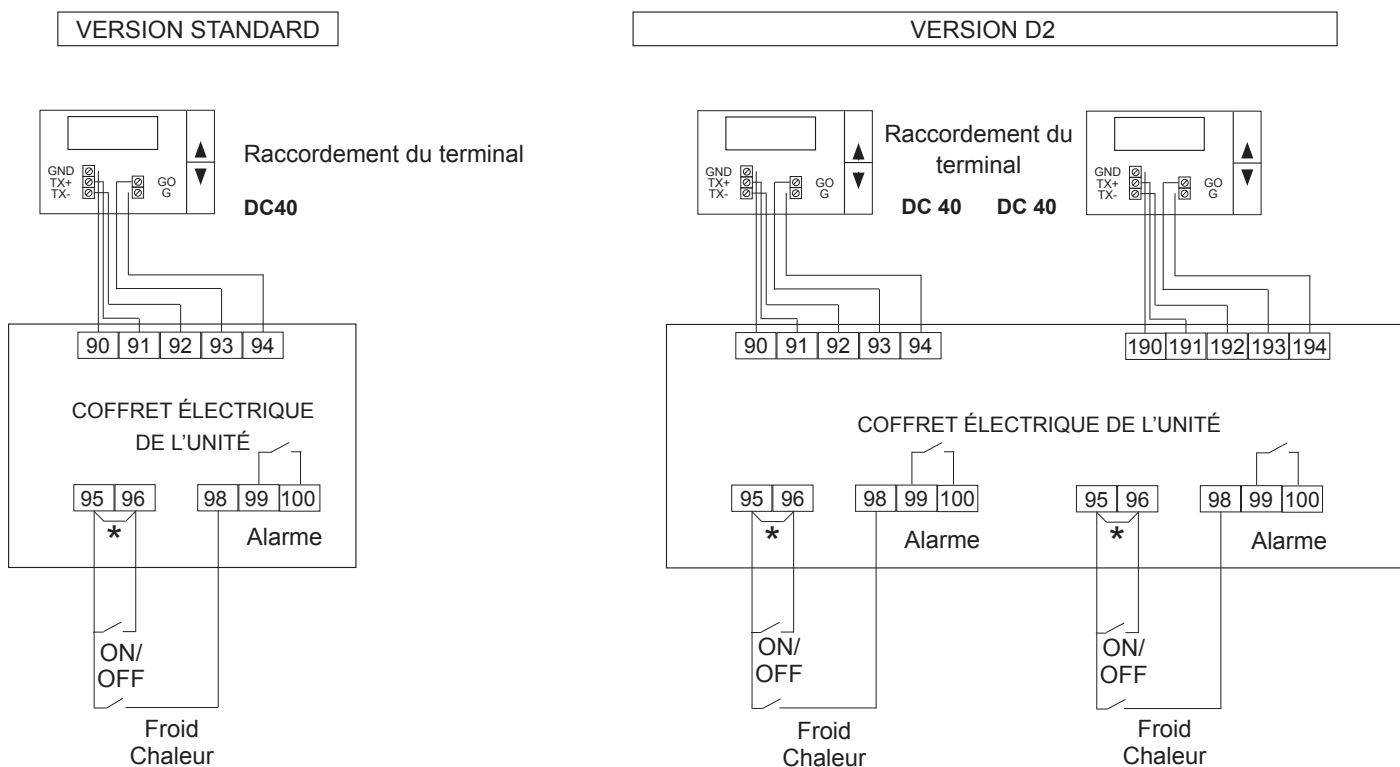 VERSION STANDARD
VERSION D2
GND
TX+
TX-
GO
G
Raccordement du terminal
DC40
GND
TX+
TX-
GO
G
Raccordement du
terminal
DC 40 DC 40
GND
TX+
TX-
GO
G
90 91 92 93 94
90 91 92 93 94
190 191 192 193 194
COFFRET ÉLECTRIQUE
DE L'UNITÉ
COFFRET ÉLECTRIQUE DE L'UNITÉ
95 96
98 99 100
*
Alarme
95 96
98 99 100
*
Alarme
95 96
98 99 100
*
Alarme
ON/
OFF
Froid
Chaleur
ON/
OFF
Froid
Chaleur
ON/
OFF
Froid
Chaleur